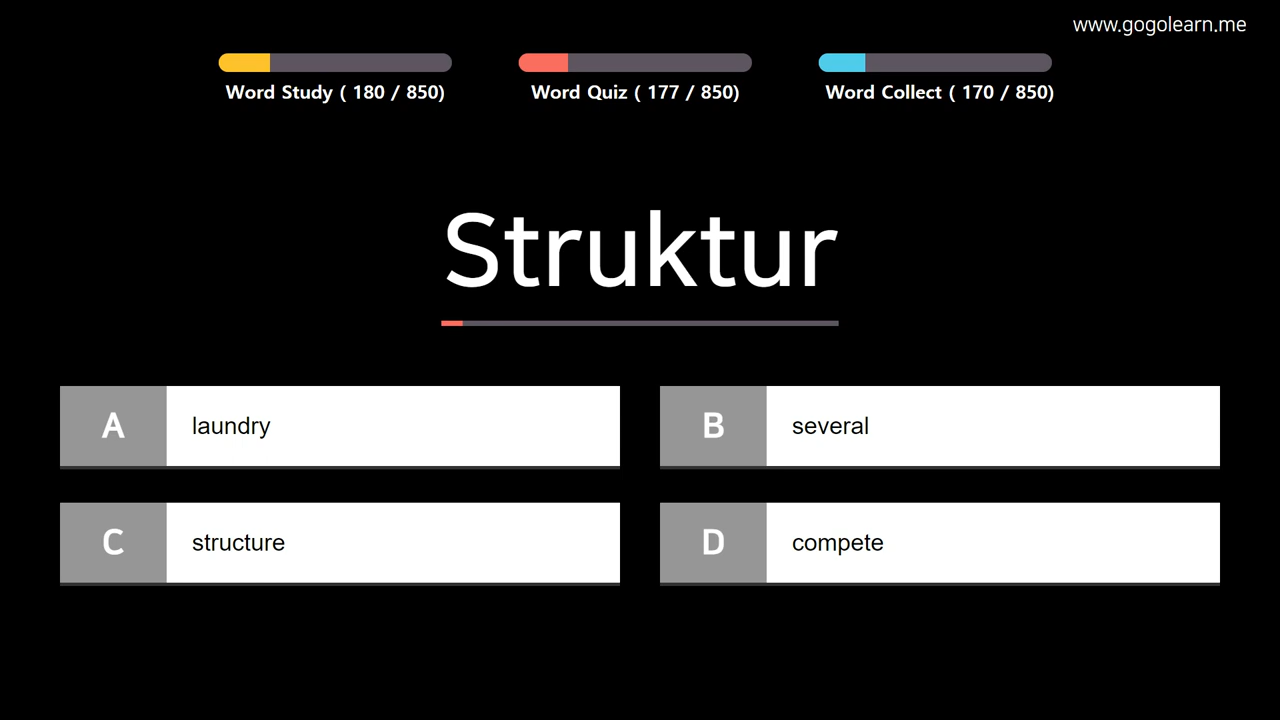 www.gogolearn.me
Word Study ( 180 / 850)
Word Quiz ( 177 / 850)
Word Collect ( 170 / 850)
Struktur
A
laundry
B
several
C
structure
D
compete